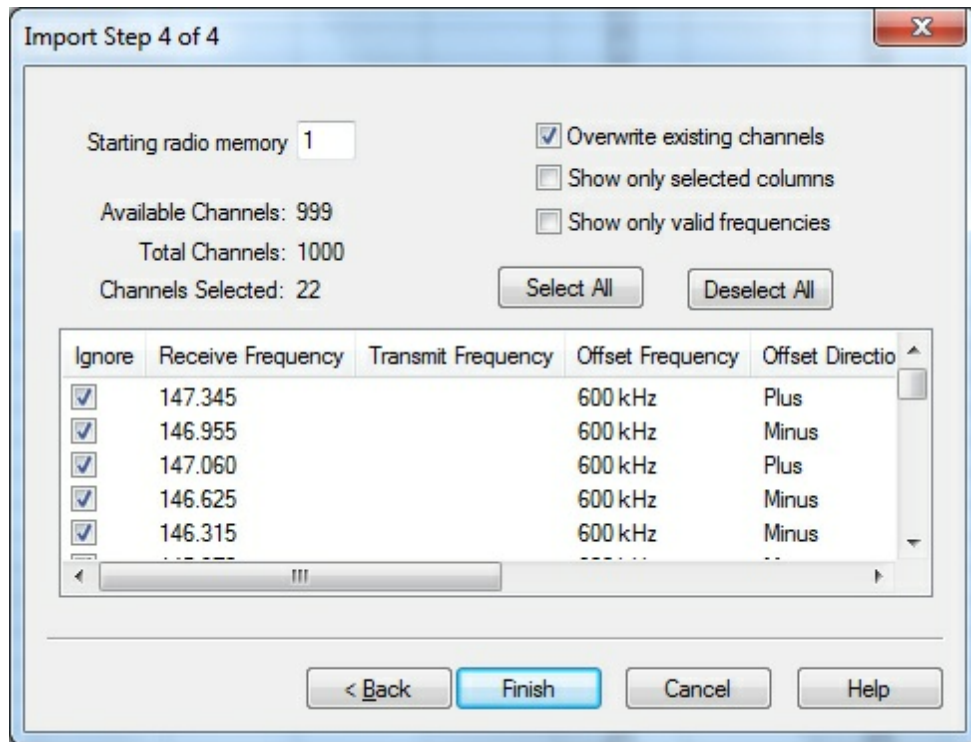 Import Step 4 of 4
Starting radio memory 1
Overwrite existing channels
Show only selected columns
Show only valid frequencies
Available Channels: 999
Total Channels: 1000
Channels Selected: 22
Select All Deselect All
Ignore Receive Frequency Transmit Frequency Offset Frequency Offset Directio
147.345 600 kHz Plus
146.955 600 kHz Minus
147.060 600 kHz Plus
146.625 600 kHz Minus
146.315 600 kHz Minus
< Back Finish Cancel Help